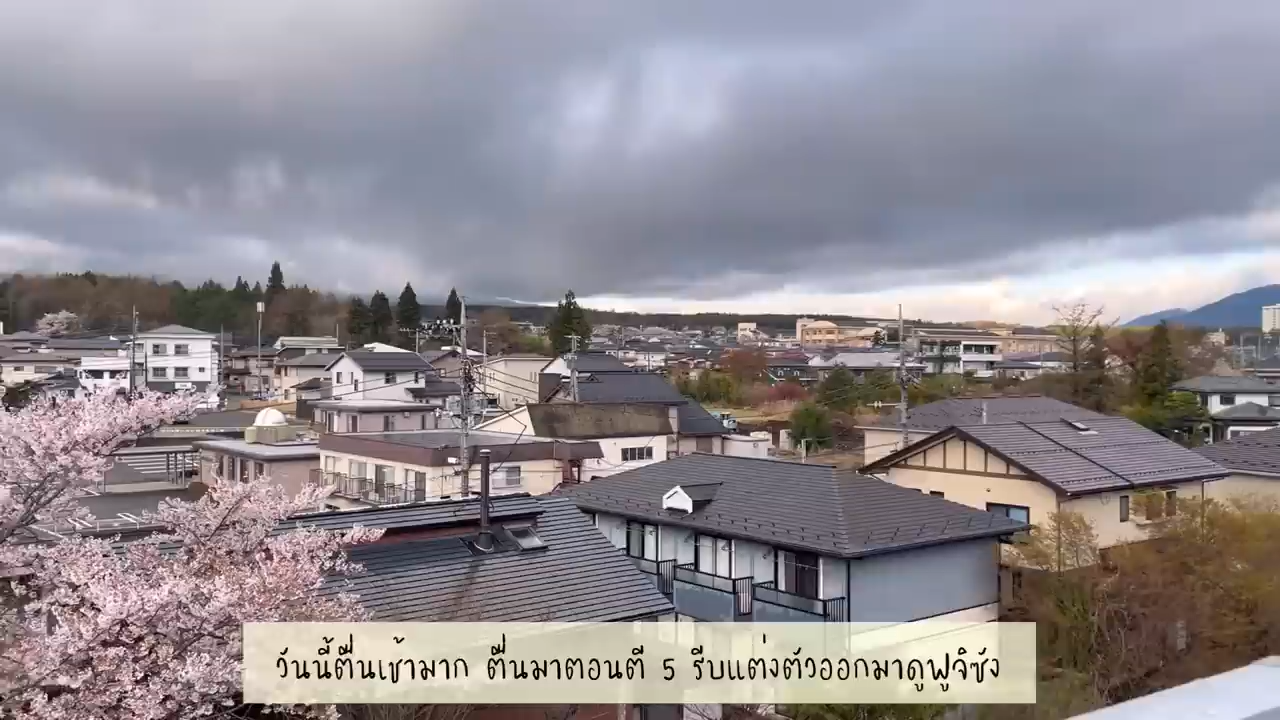 วันนี้ตื่นเช้ามาก ตื่นมาตอนตี 5 รีบแต่งตัวออกมาดูฟูจิซัง